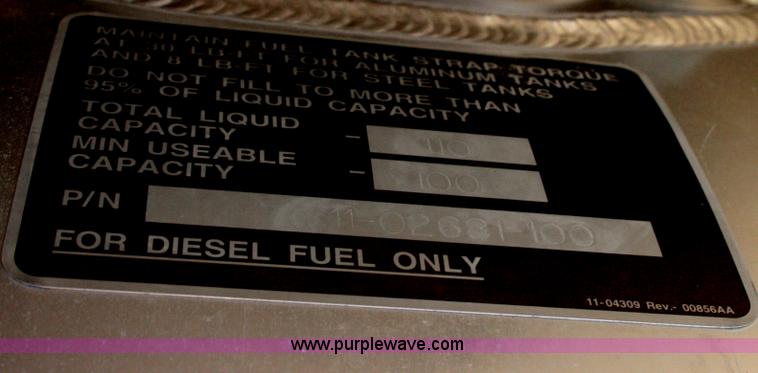 MAINTAIN FUEL TANK STRAP TORQUE
AT 30 LB-FT FOR ALUMINUM TANKS
AND 8 LB-FT FOR STEEL TANKS
DO NOT FILL TO MORE THAN
95% OF LIQUID CAPACITY
TOTAL LIQUID
CAPACITY - 110
MIN USEABLE
CAPACITY - 100
P/N 11-02681-100
FOR DIESEL FUEL ONLY
11-04309 Rev.- 00856AA
www.purplewave.com